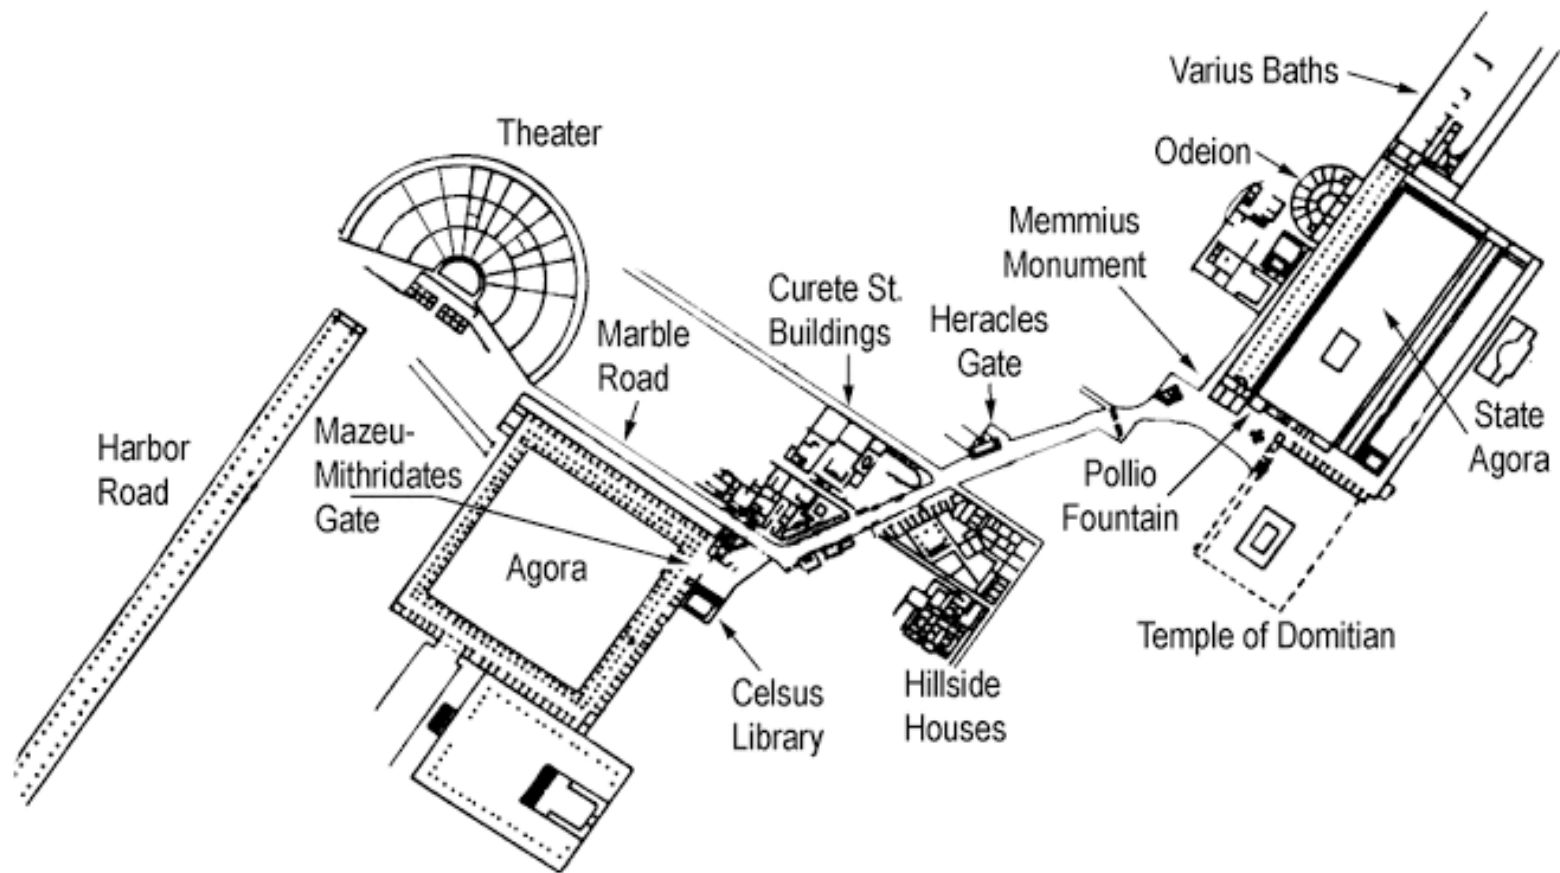 Varius Baths
Theater
Odeion
Memmius
Monument
Curete St.
Buildings
Heracles
Gate
Marble
Road
Mazeu-
Mithridates
Gate
Harbor
Road
State
Agora
Pollio
Fountain
Agora
Temple of Domitian
Celsus
Library
Hillside
Houses